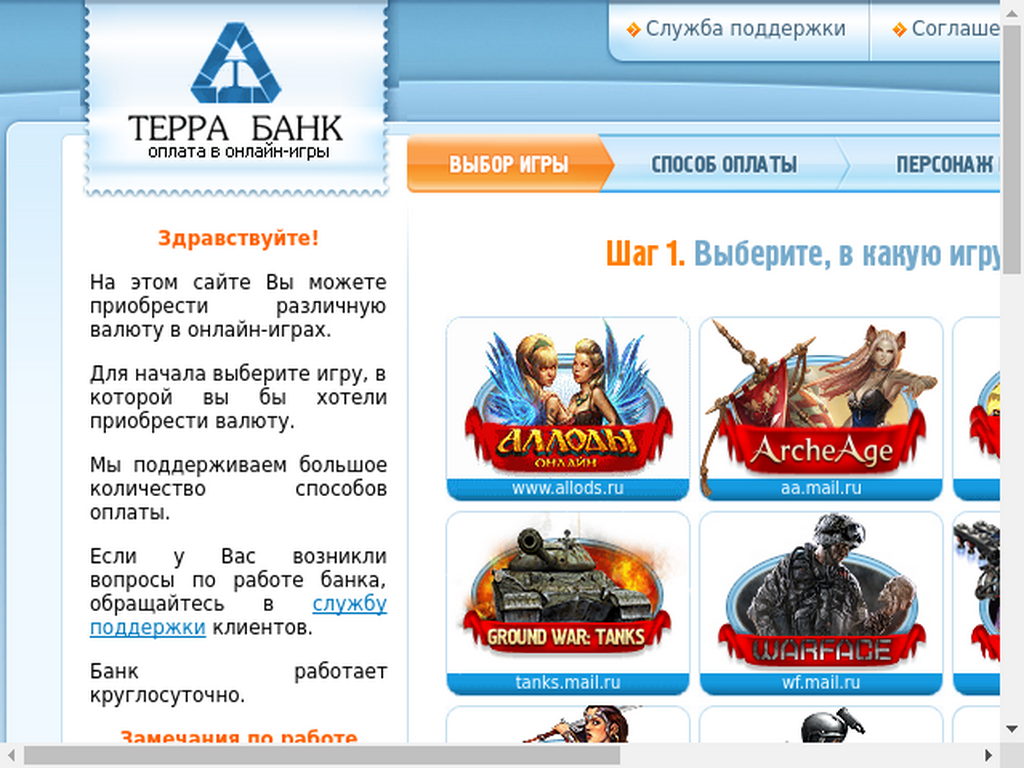 Служба поддержки
Соглаше
ТЕРРА БАНК
оплата в онлайн-игры
ВЫБОР ИГРЫ
СПОСОБ ОПЛАТЫ
ПЕРСОНАЖ
Здравствуйте!
На этом сайте Вы можете
приобрести различную
валюту в онлайн-играх.
Для начала выберите игру, в
которой вы бы хотели
приобрести валюту.
Мы поддерживаем большое
количество способов
оплаты.
Если у Вас возникли
вопросы по работе банка,
обращайтесь в службу
поддержки клиентов.
Банк работает
круглосуточно.
Замечания по работе
Шаг 1. Выберите, в какую игру
АЛЛОДЫ
ОНЛАЙН
www.allods.ru
ArcheAge
aa.mail.ru
GROUND WAR: TANKS
tanks.mail.ru
WARFACE
wf.mail.ru